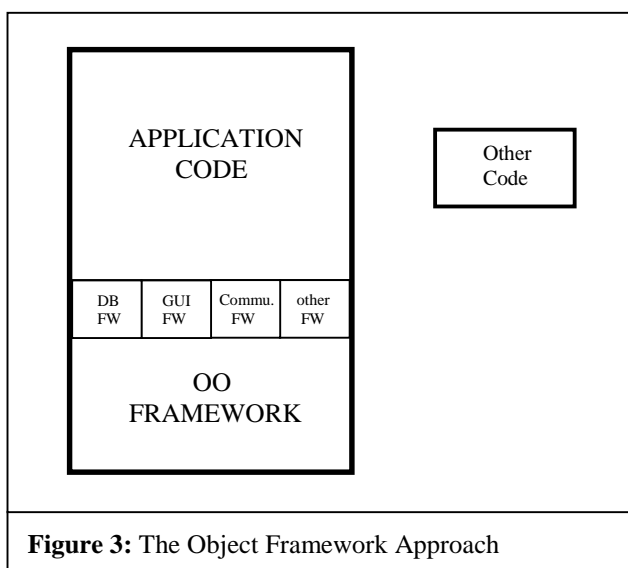 APPLICATION
CODE
Other
Code
DB
FW
GUI
FW
Commu.
FW
other
FW
OO
FRAMEWORK
Figure 3: The Object Framework Approach